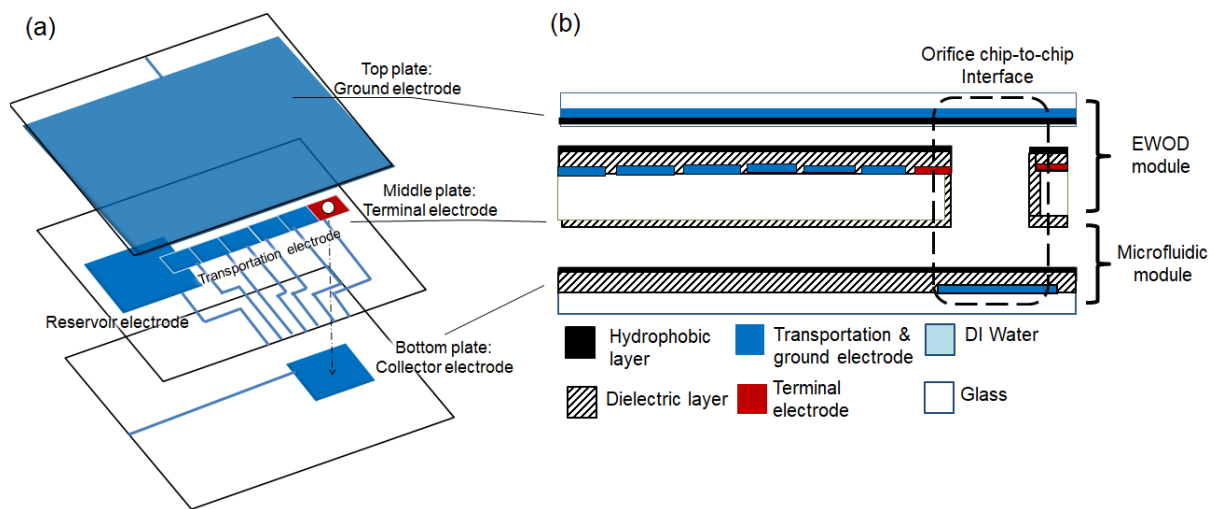 (a)
Top plate:
Ground electrode
Middle plate:
Terminal electrode
Transportation electrode
Reservoir electrode
Bottom plate:
Collector electrode
(b)
Orifice chip-to-chip
Interface
EWOD
module
Microfluidic
module
Hydrophobic
layer
Transportation &
ground electrode
DI Water
Dielectric layer
Terminal
electrode
Glass